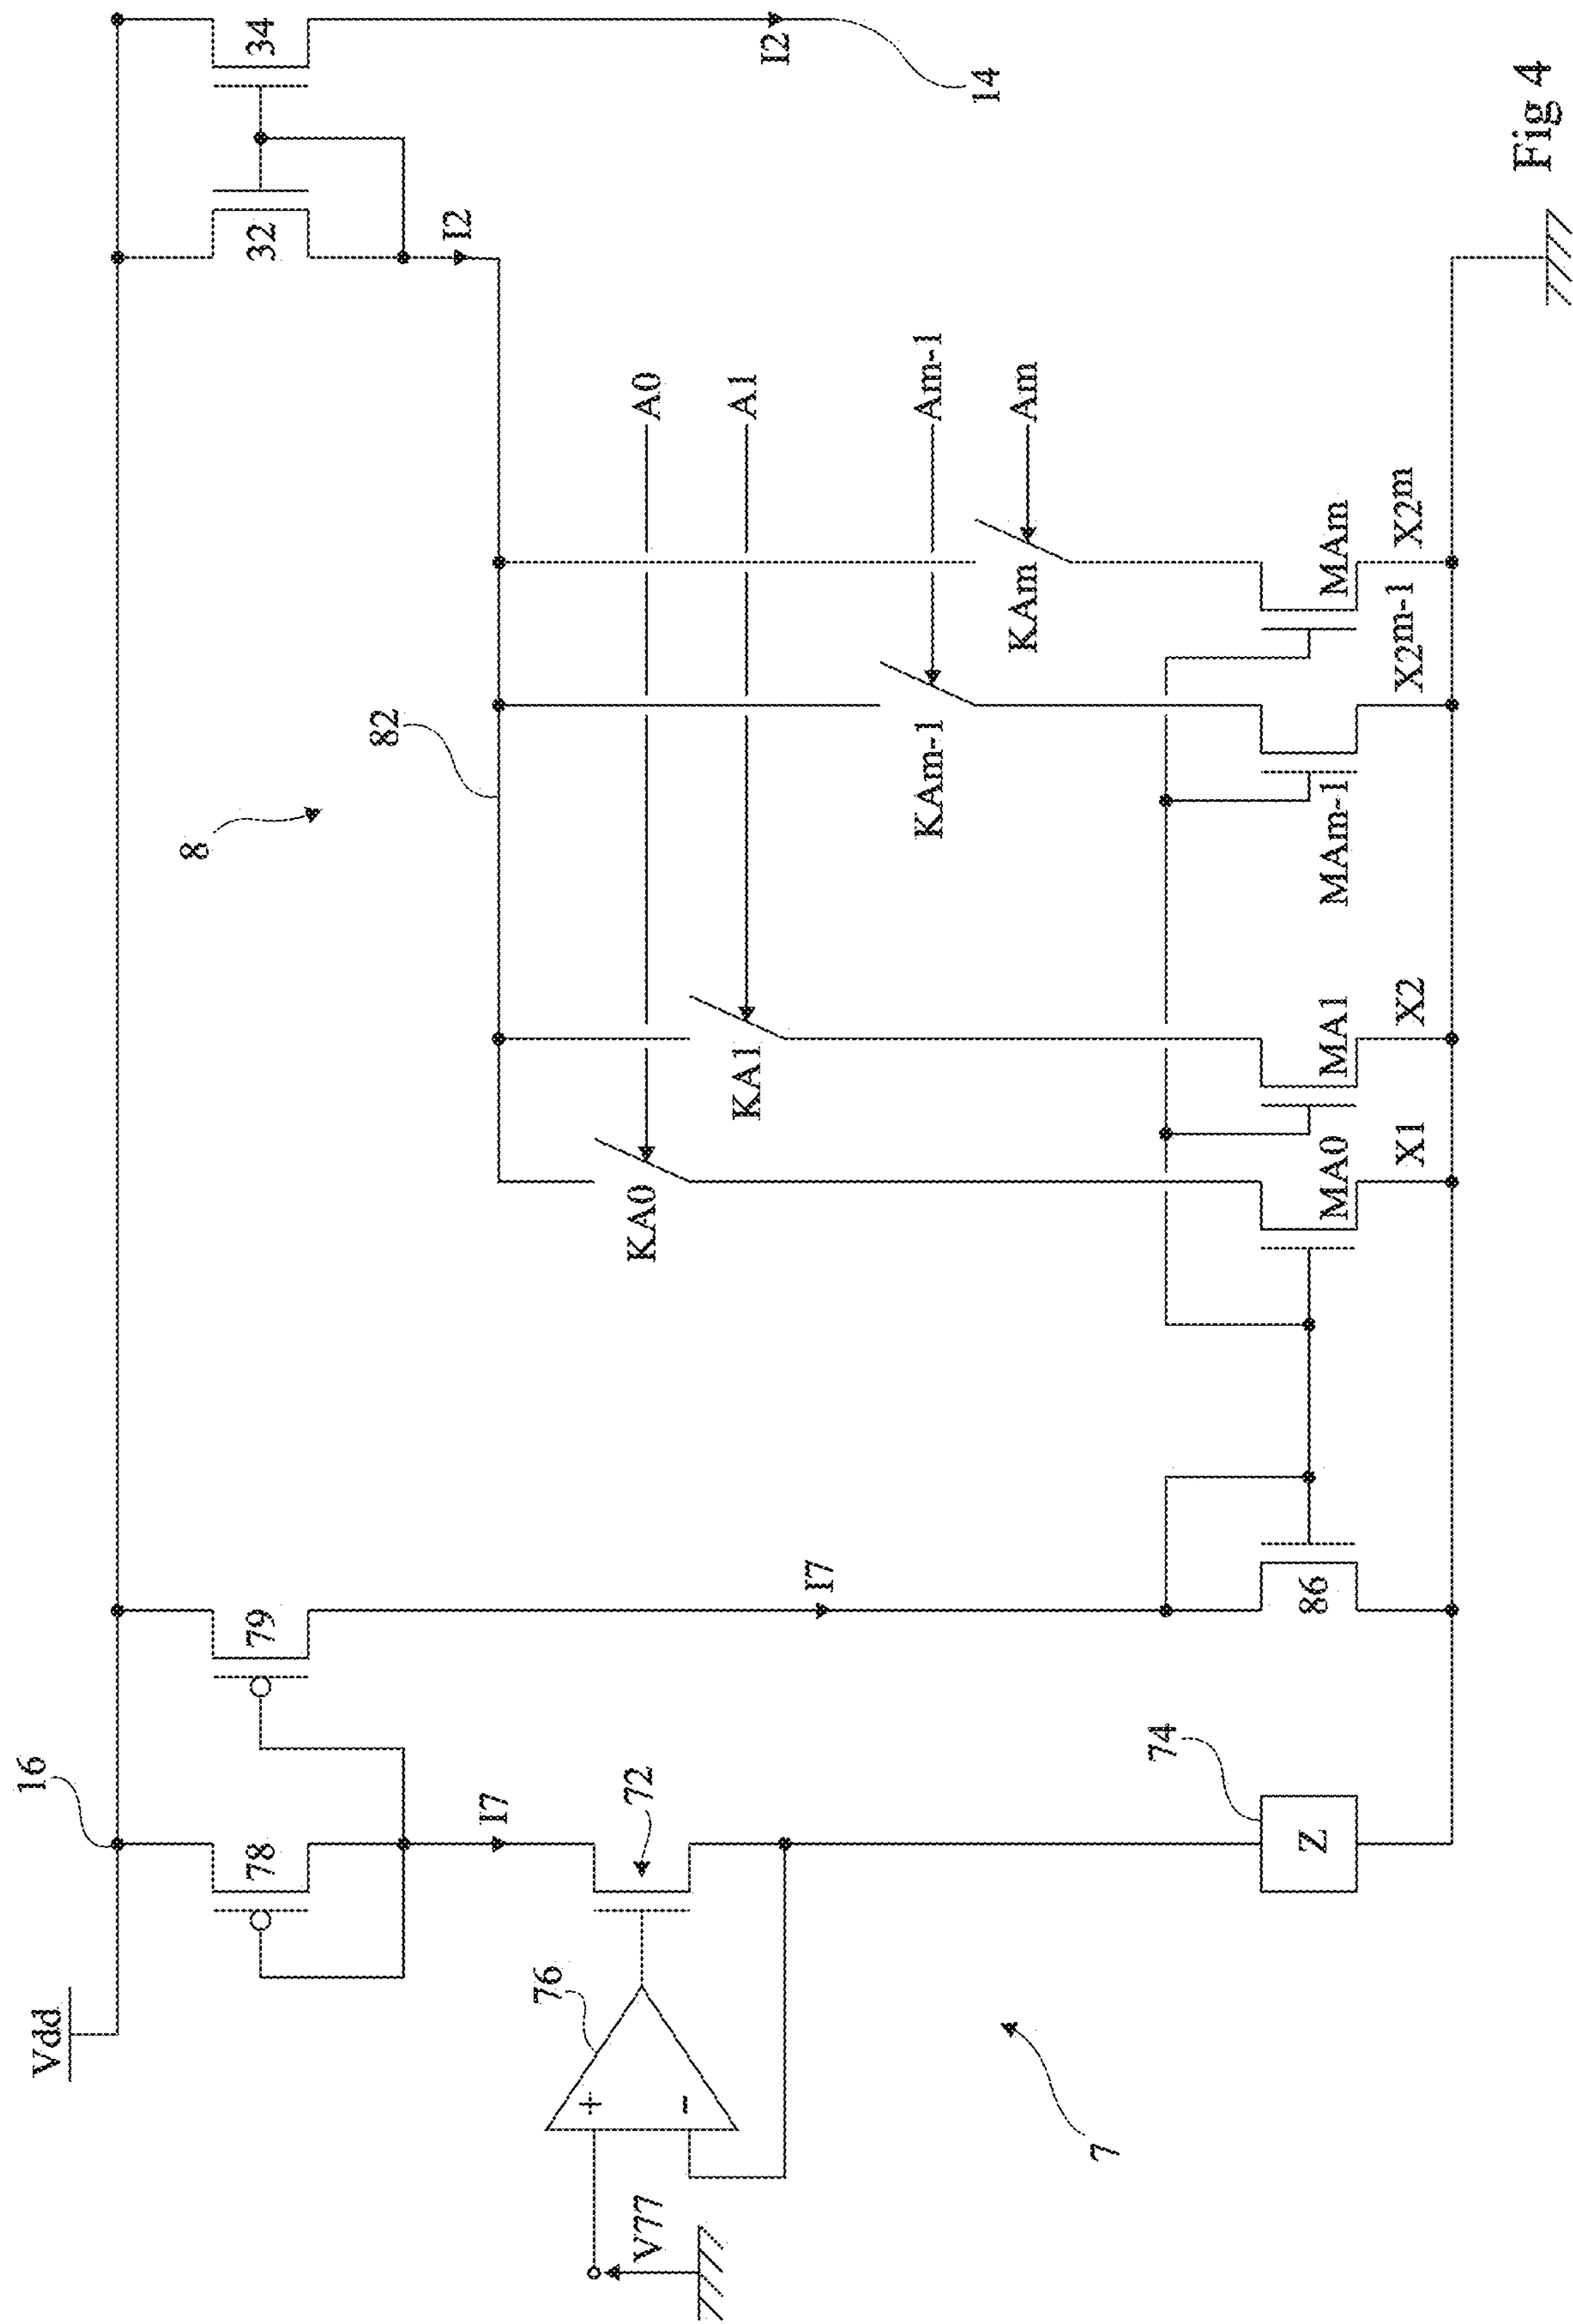 Vdd
16
78
79
32
34
I7
I2
I2
14
8
82
76
+
-
72
V77
I7
KA0
KA1
KAm-1
KAm
A0
A1
Am-1
Am
7
74
Z
86
MA0
MA1
MAm-1
MAm
X1
X2
X2m-1
X2m
Fig 4